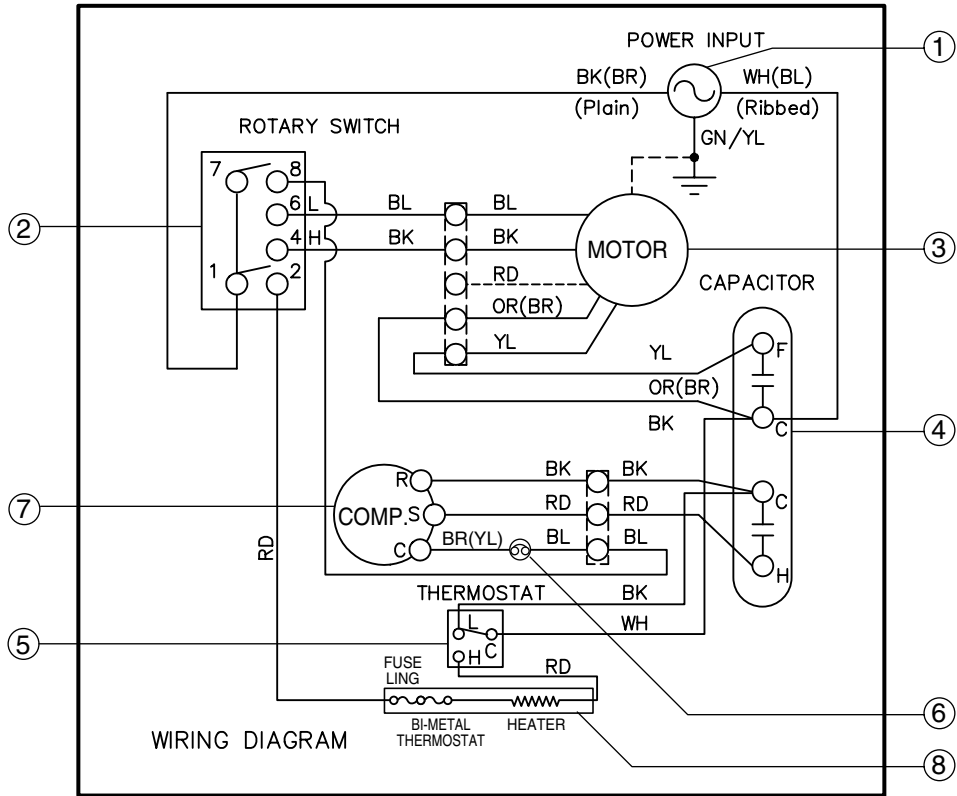 POWER INPUT
1
BK(BR)
WH(BL)
(Plain)
(Ribbed)
GN/YL
ROTARY SWITCH
7
8
6
L
BL
BL
2
4
H
BK
BK
MOTOR
3
1
2
RD
CAPACITOR
OR(BR)
YL
YL
F
OR(BR)
BK
C
4
R
BK
BK
C
7
COMP.
S
RD
RD
C
BR(YL)
BL
BL
H
RD
THERMOSTAT
BK
L
WH
5
C
H
RD
FUSE
LING
6
BI-METAL
THERMOSTAT
HEATER
WIRING DIAGRAM
8